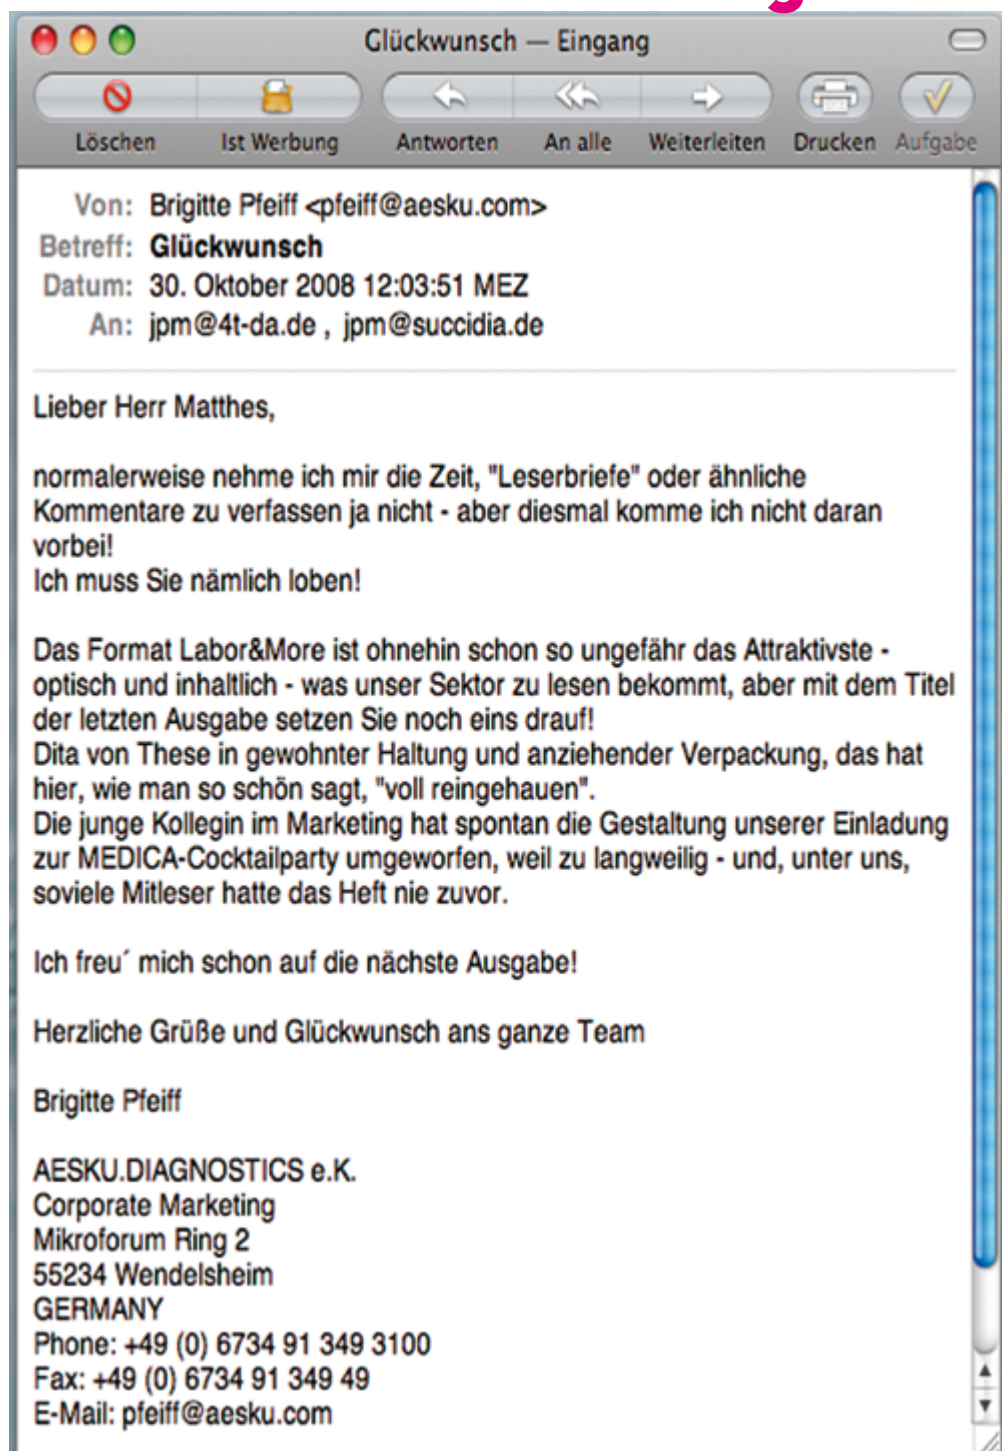 Glückwunsch — Eingang
Löschen Ist Werbung Antworten An alle Weiterleiten Drucken Aufgabe
Von: Brigitte Pfeiff <pfeiff@aesku.com>
Betreff: Glückwunsch
Datum: 30. Oktober 2008 12:03:51 MEZ
An: jpm@4t-da.de , jpm@succidia.de
Lieber Herr Matthes,
normalerweise nehme ich mir die Zeit, "Leserbriefe" oder ähnliche
Kommentare zu verfassen ja nicht - aber diesmal komme ich nicht daran
vorbei!
Ich muss Sie nämlich loben!
Das Format Labor&More ist ohnehin schon so ungefähr das Attraktivste -
optisch und inhaltlich - was unser Sektor zu lesen bekommt, aber mit dem Titel
der letzten Ausgabe setzen Sie noch eins drauf!
Dita von These in gewohnter Haltung und anziehender Verpackung, das hat
hier, wie man so schön sagt, "voll reingehauen".
Die junge Kollegin im Marketing hat spontan die Gestaltung unserer Einladung
zur MEDICA-Cocktailparty umgeworfen, weil zu langweilig - und, unter uns,
soviele Mitleser hatte das Heft nie zuvor.
Ich freu´ mich schon auf die nächste Ausgabe!
Herzliche Grüße und Glückwunsch ans ganze Team
Brigitte Pfeiff
AESKU.DIAGNOSTICS e.K.
Corporate Marketing
Mikroforum Ring 2
55234 Wendelsheim
GERMANY
Phone: +49 (0) 6734 91 349 3100
Fax: +49 (0) 6734 91 349 49
E-Mail: pfeiff@aesku.com